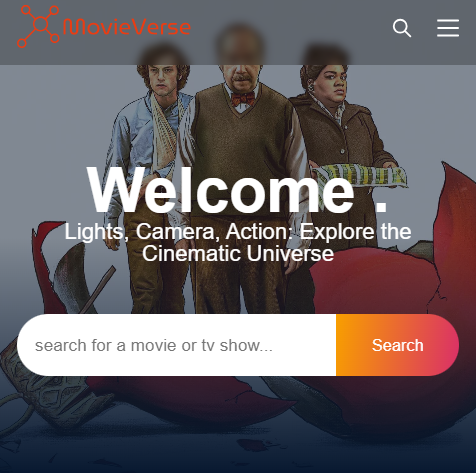 MovieVerse
Welcome .
Lights, Camera, Action: Explore the
Cinematic Universe
search for a movie or tv show...
Search